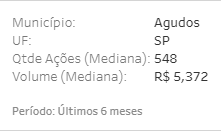 Município: Agudos
UF: SP
Qtde Ações (Mediana): 548
Volume (Mediana): R$ 5,372
Período: Últimos 6 meses